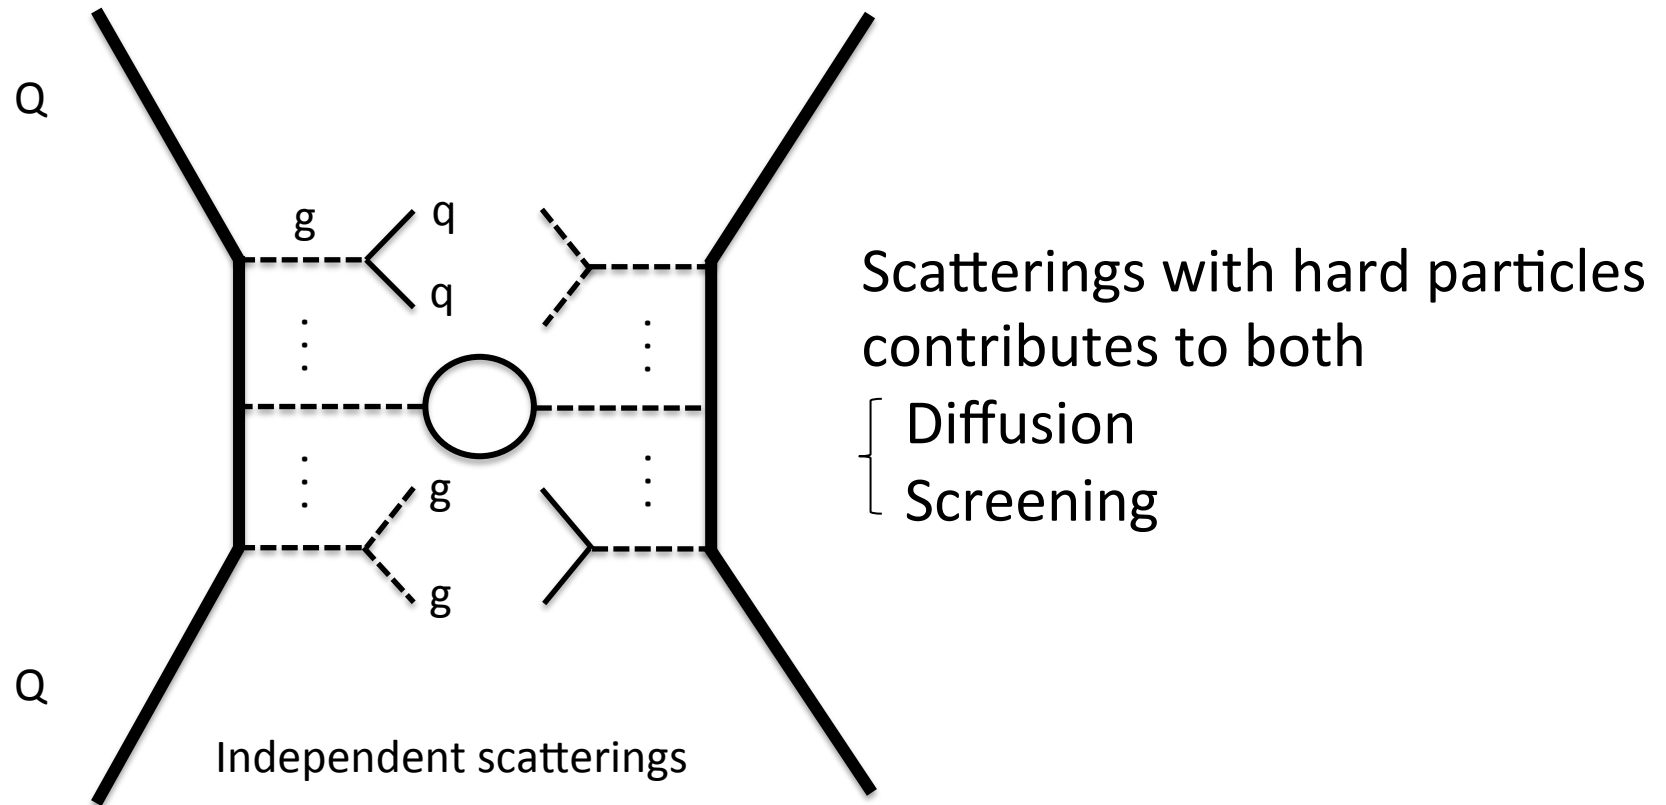 Q
g
q
q
g
g
Q
Independent scatterings
Scatterings with hard particles
contributes to both
Diffusion
Screening